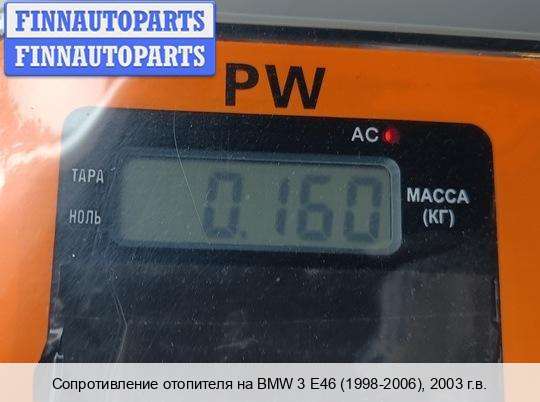 FINNAUTOPARTS
FINNAUTOPARTS
PW
AC
ТАРА
НОЛЬ
0.160
МАССА
(КГ)
Сопротивление отопителя на BMW 3 E46 (1998-2006), 2003 г.в.